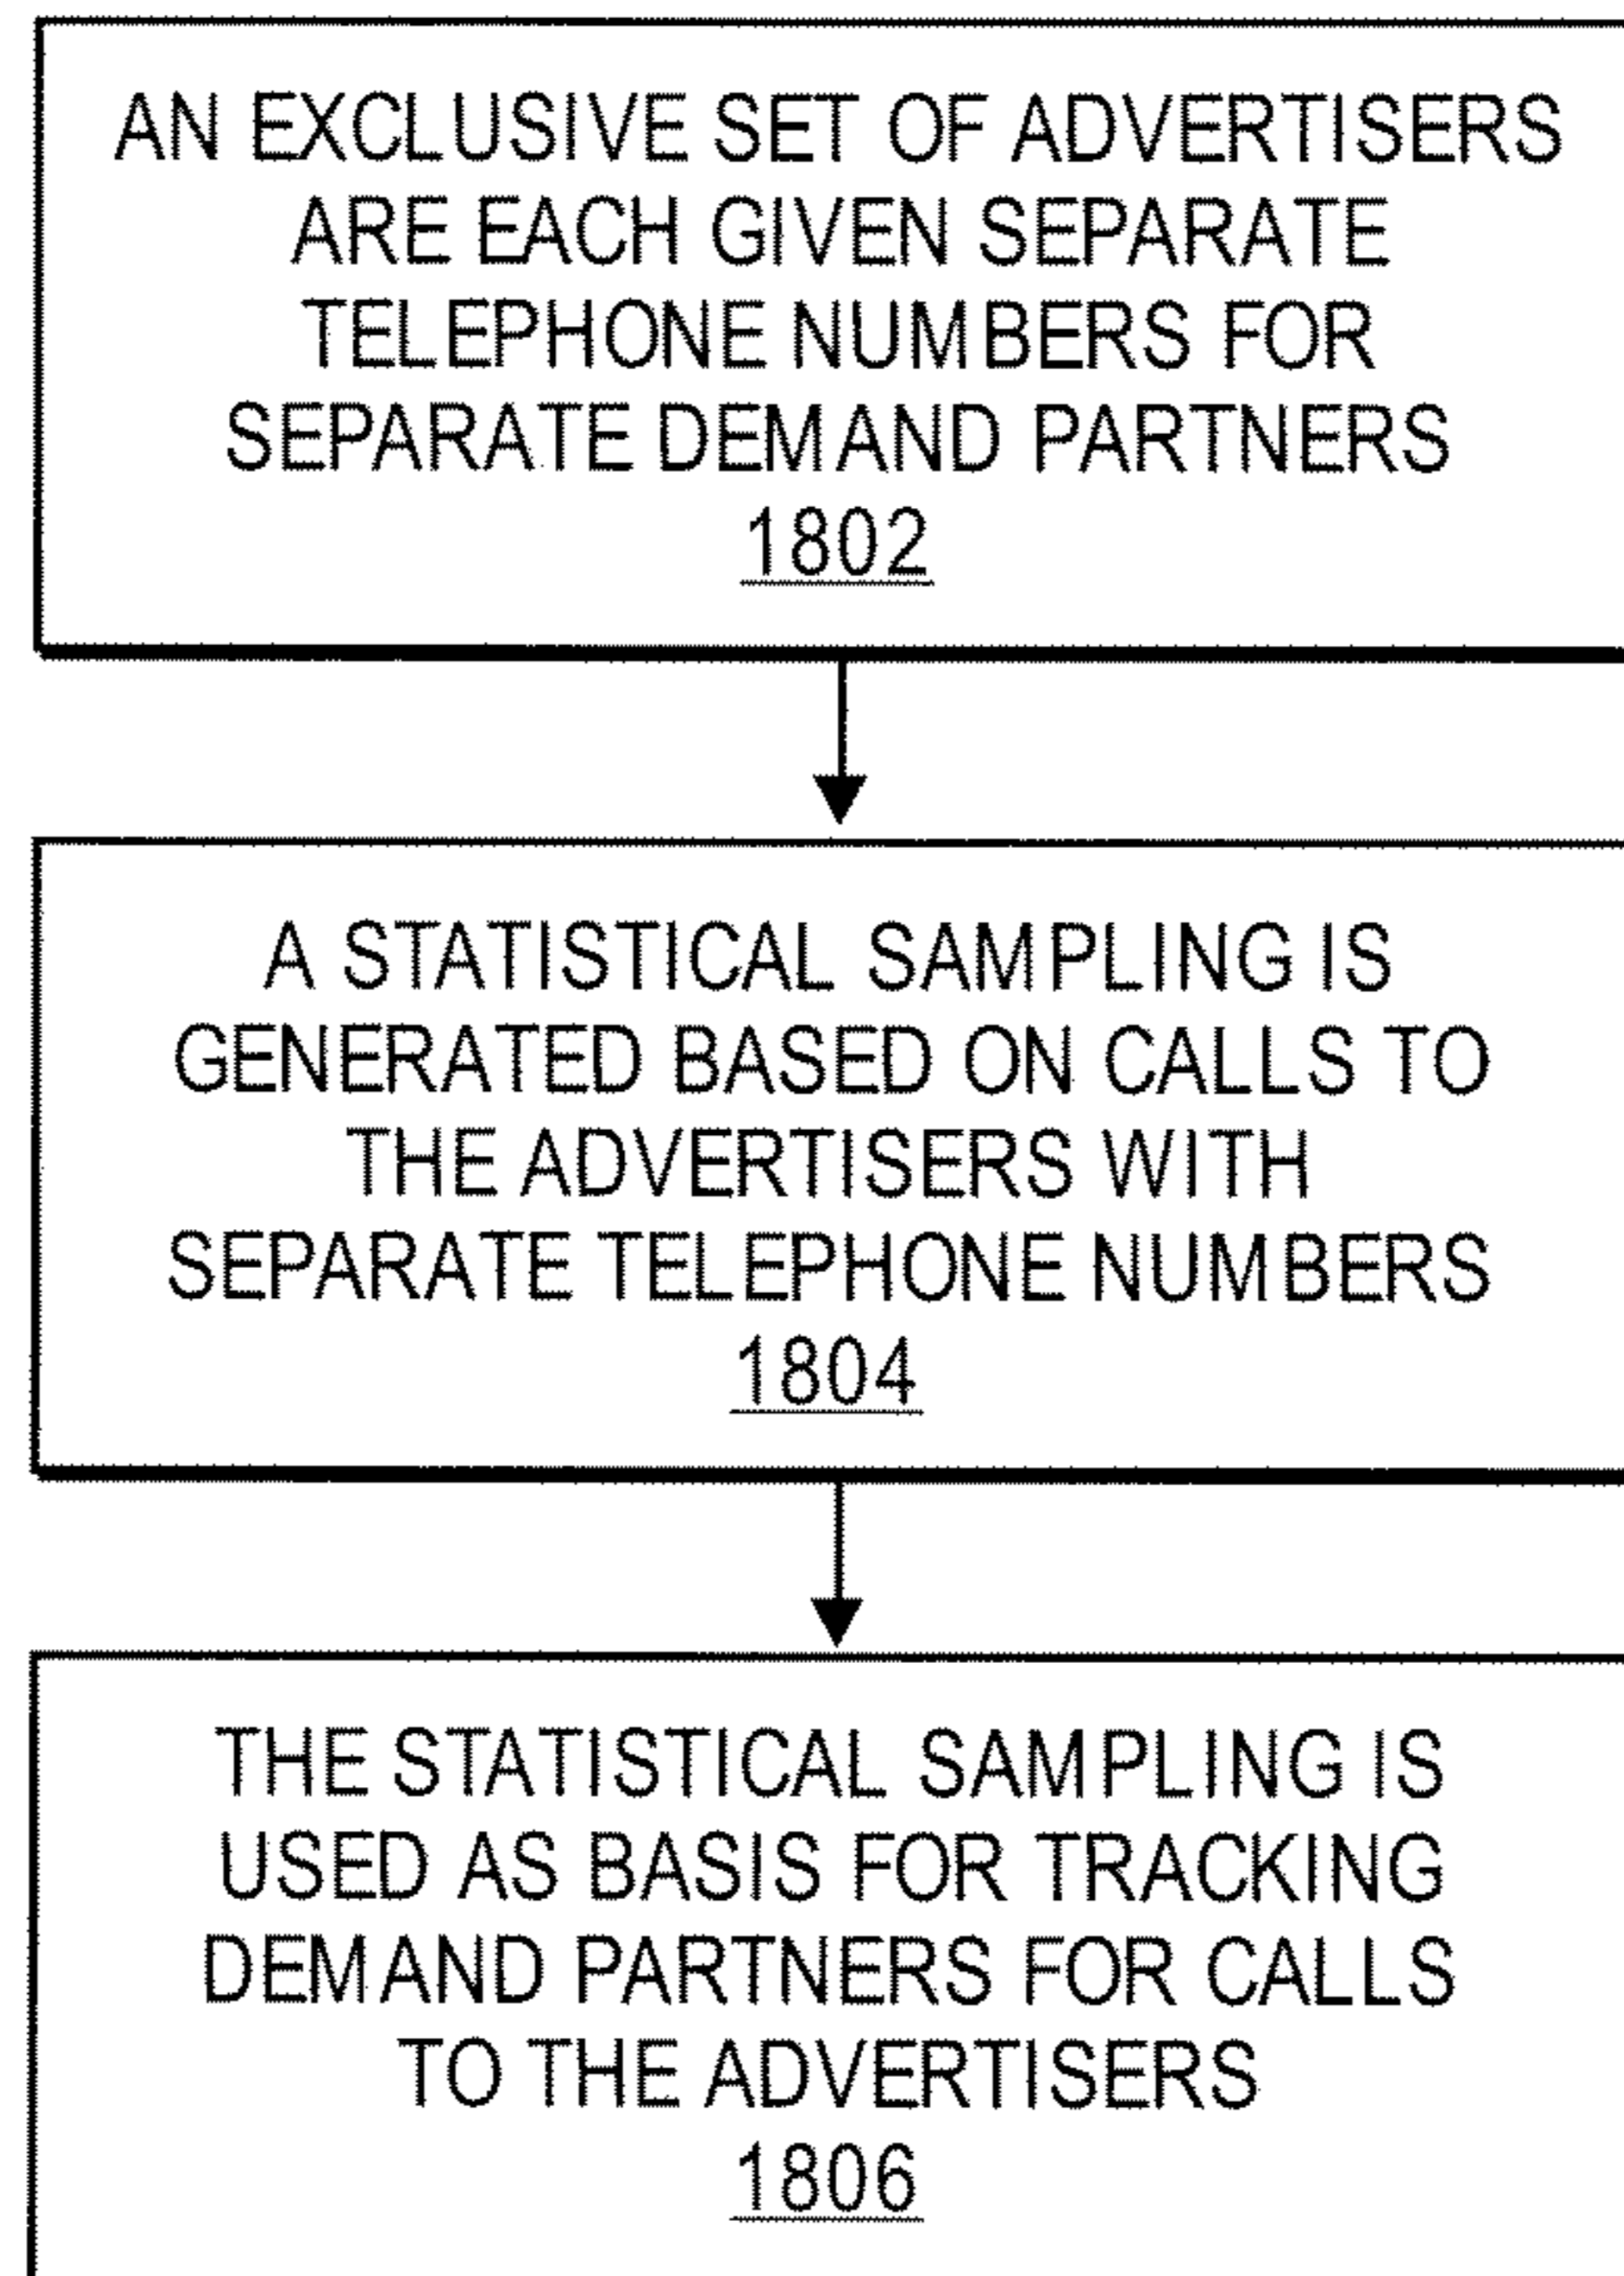 AN EXCLUSIVE SET OF ADVERTISERS
ARE EACH GIVEN SEPARATE
TELEPHONE NUMBERS FOR
SEPARATE DEMAND PARTNERS
1802
A STATISTICAL SAMPLING IS
GENERATED BASED ON CALLS TO
THE ADVERTISERS WITH
SEPARATE TELEPHONE NUMBERS
1804
THE STATISTICAL SAMPLING IS
USED AS BASIS FOR TRACKING
DEMAND PARTNERS FOR CALLS
TO THE ADVERTISERS
1806